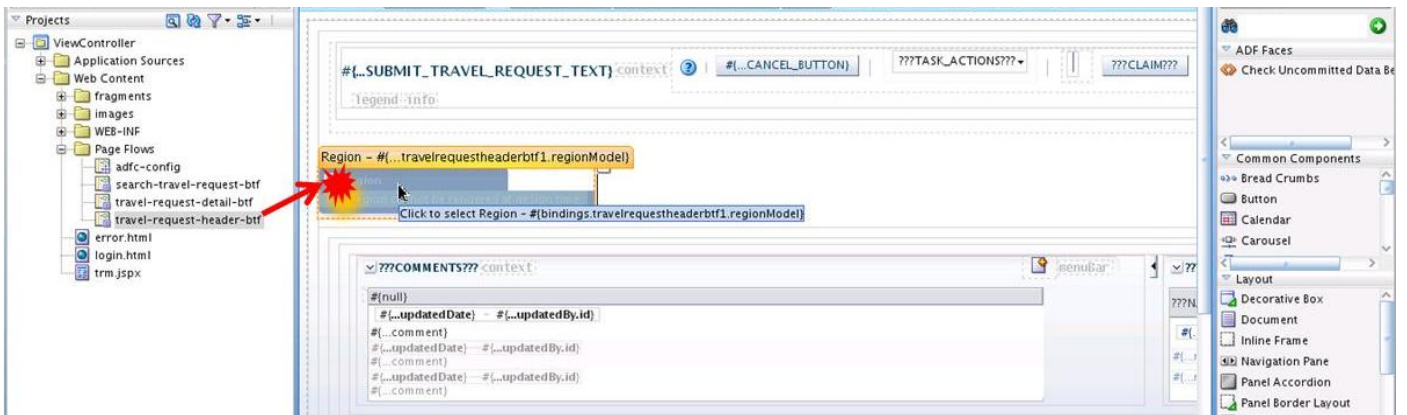 Projects
ViewController
Application Sources
Web Content
fragments
images
WEB-INF
Page Flows
adfc-config
search-travel-request-btf
travel-request-detail-btf
travel-request-header-btf
error.html
login.html
trm.jspx
#{...SUBMIT_TRAVEL_REQUEST_TEXT} context
#{...CANCEL_BUTTON}
???TASK_ACTIONS???
???CLAIM???
legend info
Region - #{...travelrequestheaderbtf1.regionModel}
Click to select Region - #{bindings.travelrequestheaderbtf1.regionModel}
???COMMENTS??? context
menuBar
???
#{null}
???N
#{...updatedDate} - #{...updatedBy.id}
#{...comment}
#{...updatedDate} #{...updatedBy.id}
#{...comment}
#{...updatedDate} #{...updatedBy.id}
#{...comment}
ADF Faces
Check Uncommitted Data Be
Common Components
Bread Crumbs
Button
Calendar
Carousel
Layout
Decorative Box
Document
Inline Frame
Navigation Pane
Panel Accordion
Panel Border Layout